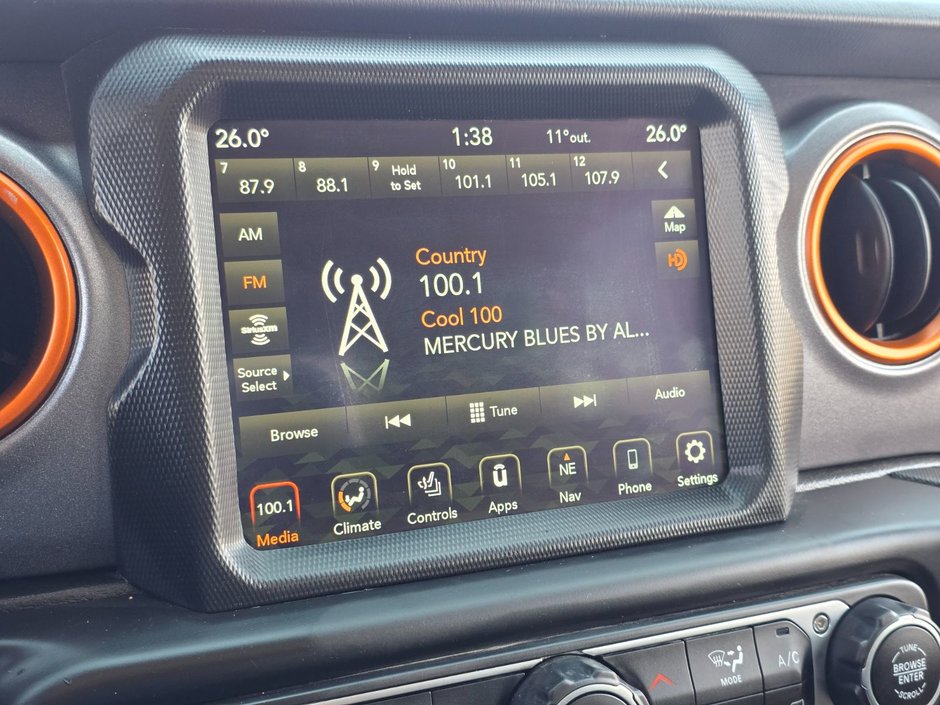 26.0° 1:38 11°out. 26.0°
7 87.9 8 88.1 9 Hold to Set 10 101.1 11 105.1 12 107.9
AM
FM
SiriusXM
Source
Select
Country
100.1
Cool 100
MERCURY BLUES BY AL...
Map
HD
Browse Tune Audio
100.1 NE
Media Climate Controls Apps Nav Phone Settings
MODE
A/C
TUNE
BROWSE
ENTER
SCROLL